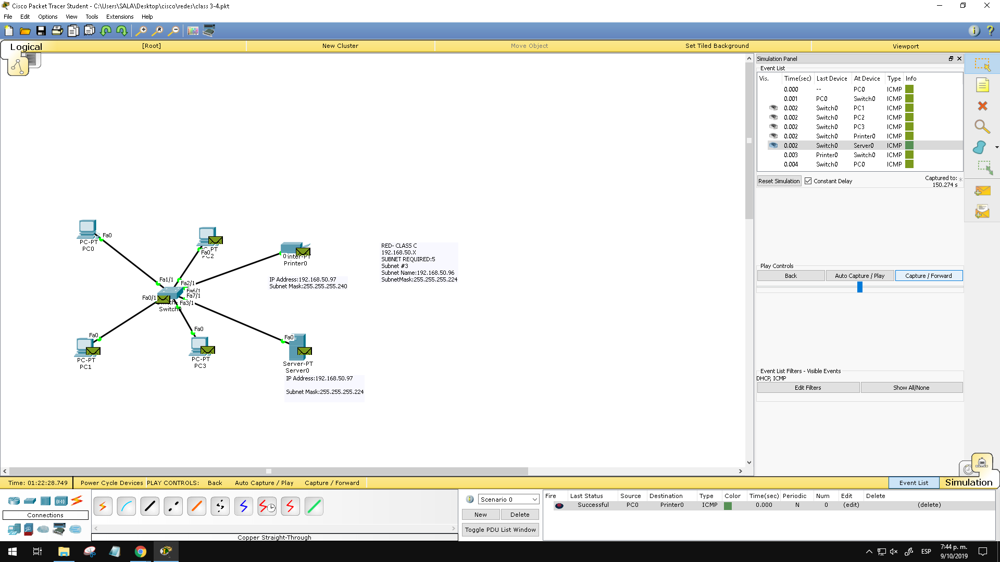 Cisco Packet Tracer Student - C:\Users\SALA\Desktop\cisco\redes\class 3-4.pkt
File Edit Options View Tools Extensions Help
Logical [Root] New Cluster Move Object Set Tiled Background Viewport
Simulation Panel
Event List
Vis. Time(sec) Last Device At Device Type Info
0.000 -- PC0 ICMP
0.001 PC0 Switch0 ICMP
0.002 Switch0 PC1 ICMP
0.002 Switch0 PC2 ICMP
0.002 Switch0 PC3 ICMP
0.002 Switch0 Printer0 ICMP
0.002 Switch0 Server0 ICMP
0.003 Printer0 Switch0 ICMP
0.004 Switch0 PC0 ICMP
Reset Simulation Constant Delay Captured to:
150.274 s
Fa0
PC-PT
PC0
Fa0
PC2
Printer0
IP Address:192.168.50.97
Subnet Mask:255.255.255.240
RED- CLASS C
192.168.50.X
SUBNET REQUIRED:5
Subnet #3
Subnet Name:192.168.50.96
SubnetMask:255.255.255.224
Fa1/1
Fa2/1
Fa6/1
Fa7/1
Fa0/1
Fa3/1
Switch0
Fa0
PC-PT
PC1
Fa0
PC-PT
PC3
Fa0
Server-PT
Server0
IP Address:192.168.50.97
Subnet Mask:255.255.255.224
Play Controls
Back Auto Capture / Play Capture / Forward
Event List Filters - Visible Events
DHCP, ICMP
Edit Filters Show All/None
Time: 01:22:28.749 Power Cycle Devices PLAY CONTROLS: Back Auto Capture / Play Capture / Forward Event List Simulation
Connections
Copper Straight-Through
Scenario 0
New Delete
Toggle PDU List Window
Fire Last Status Source Destination Type Color Time(sec) Periodic Num Edit Delete
Successful PC0 Printer0 ICMP 0.000 N 0 (edit) (delete)
ESP
7:44 p. m.
9/10/2019